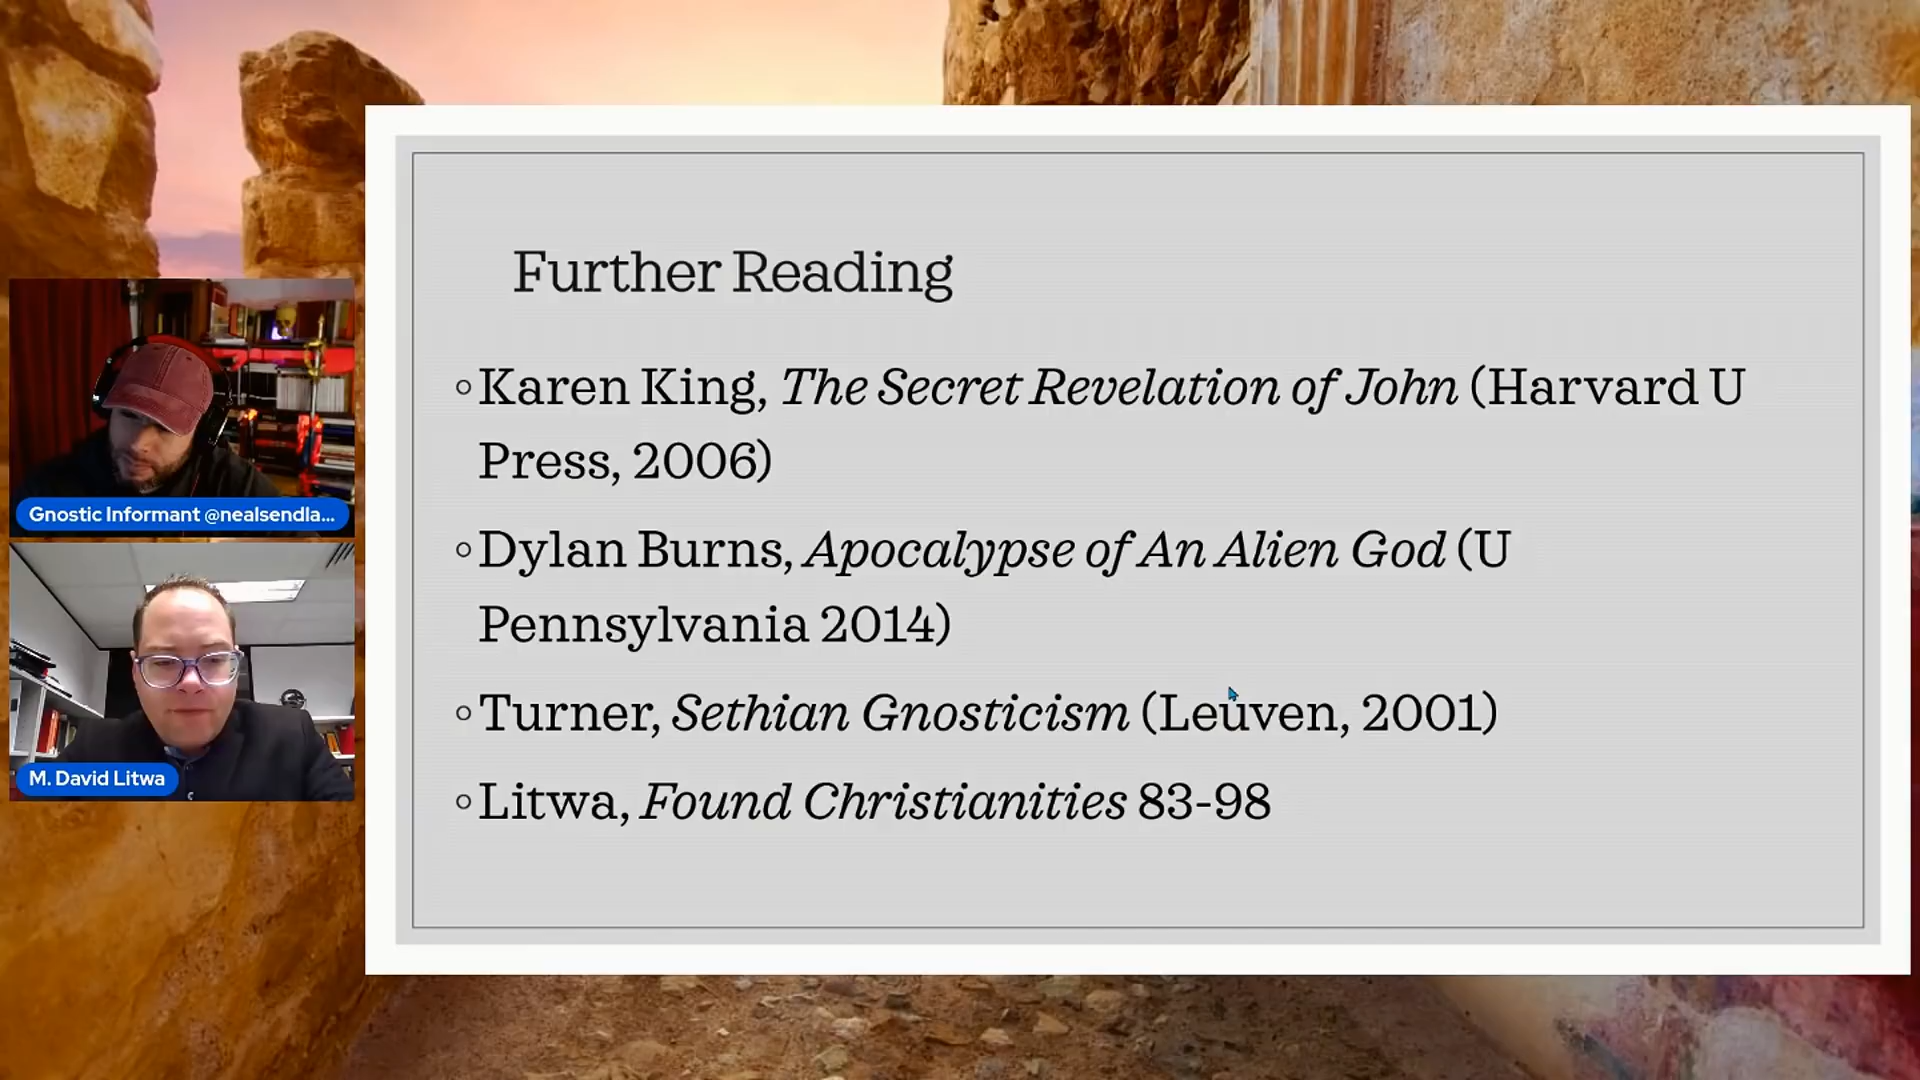 Further Reading
Karen King, The Secret Revelation of John (Harvard U
Press, 2006)
Dylan Burns, Apocalypse of An Alien God (U
Pennsylvania 2014)
Turner, Sethian Gnosticism (Leuven, 2001)
Litwa, Found Christianities 83-98
Gnostic Informant @nealsendla...
M. David Litwa